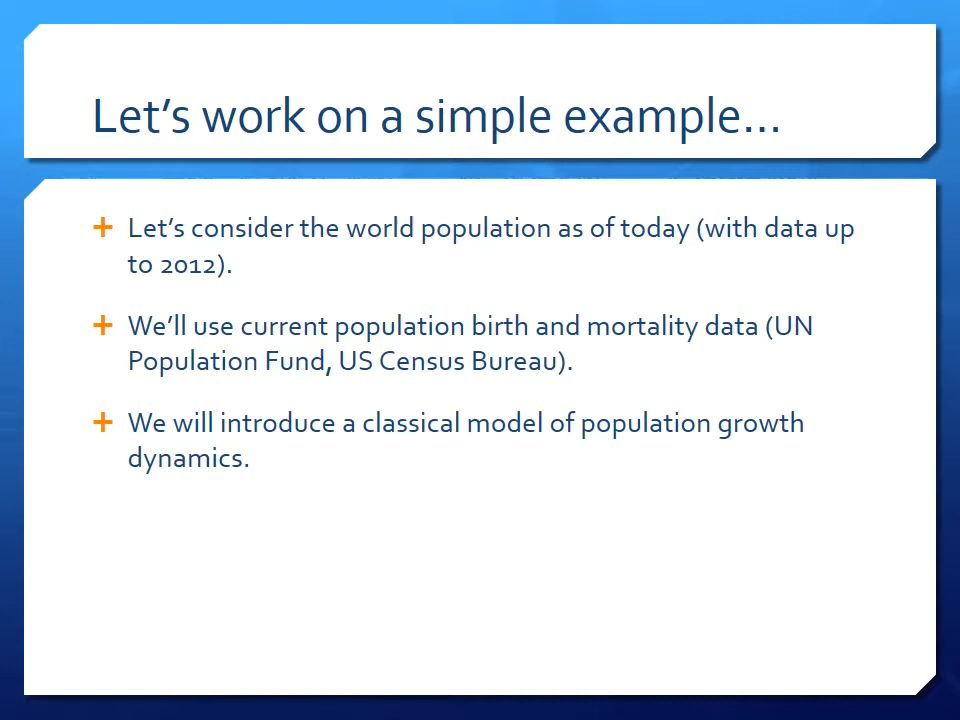 Let’s work on a simple example…
Let’s consider the world population as of today (with data up
to 2012).
We’ll use current population birth and mortality data (UN
Population Fund, US Census Bureau).
We will introduce a classical model of population growth
dynamics.